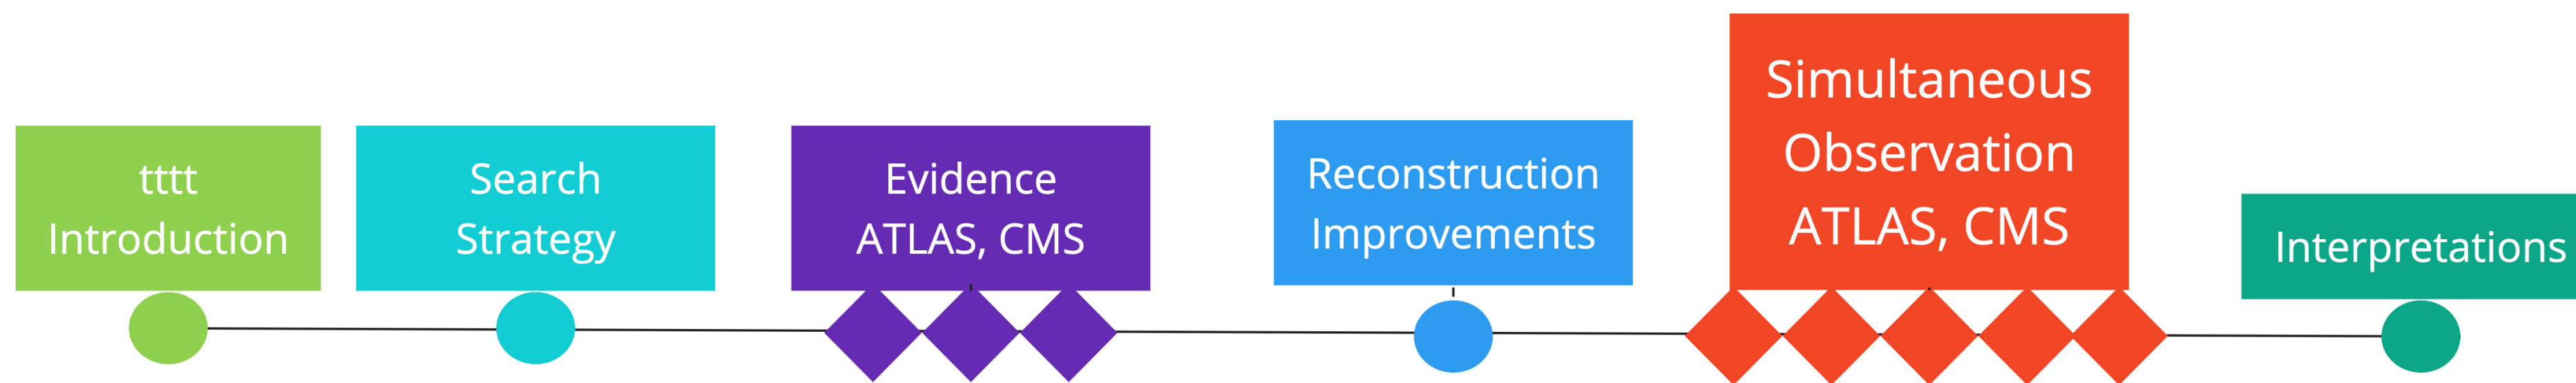 tttt
Introduction
Search
Strategy
Evidence
ATLAS, CMS
Reconstruction
Improvements
Simultaneous
Observation
ATLAS, CMS
Interpretations